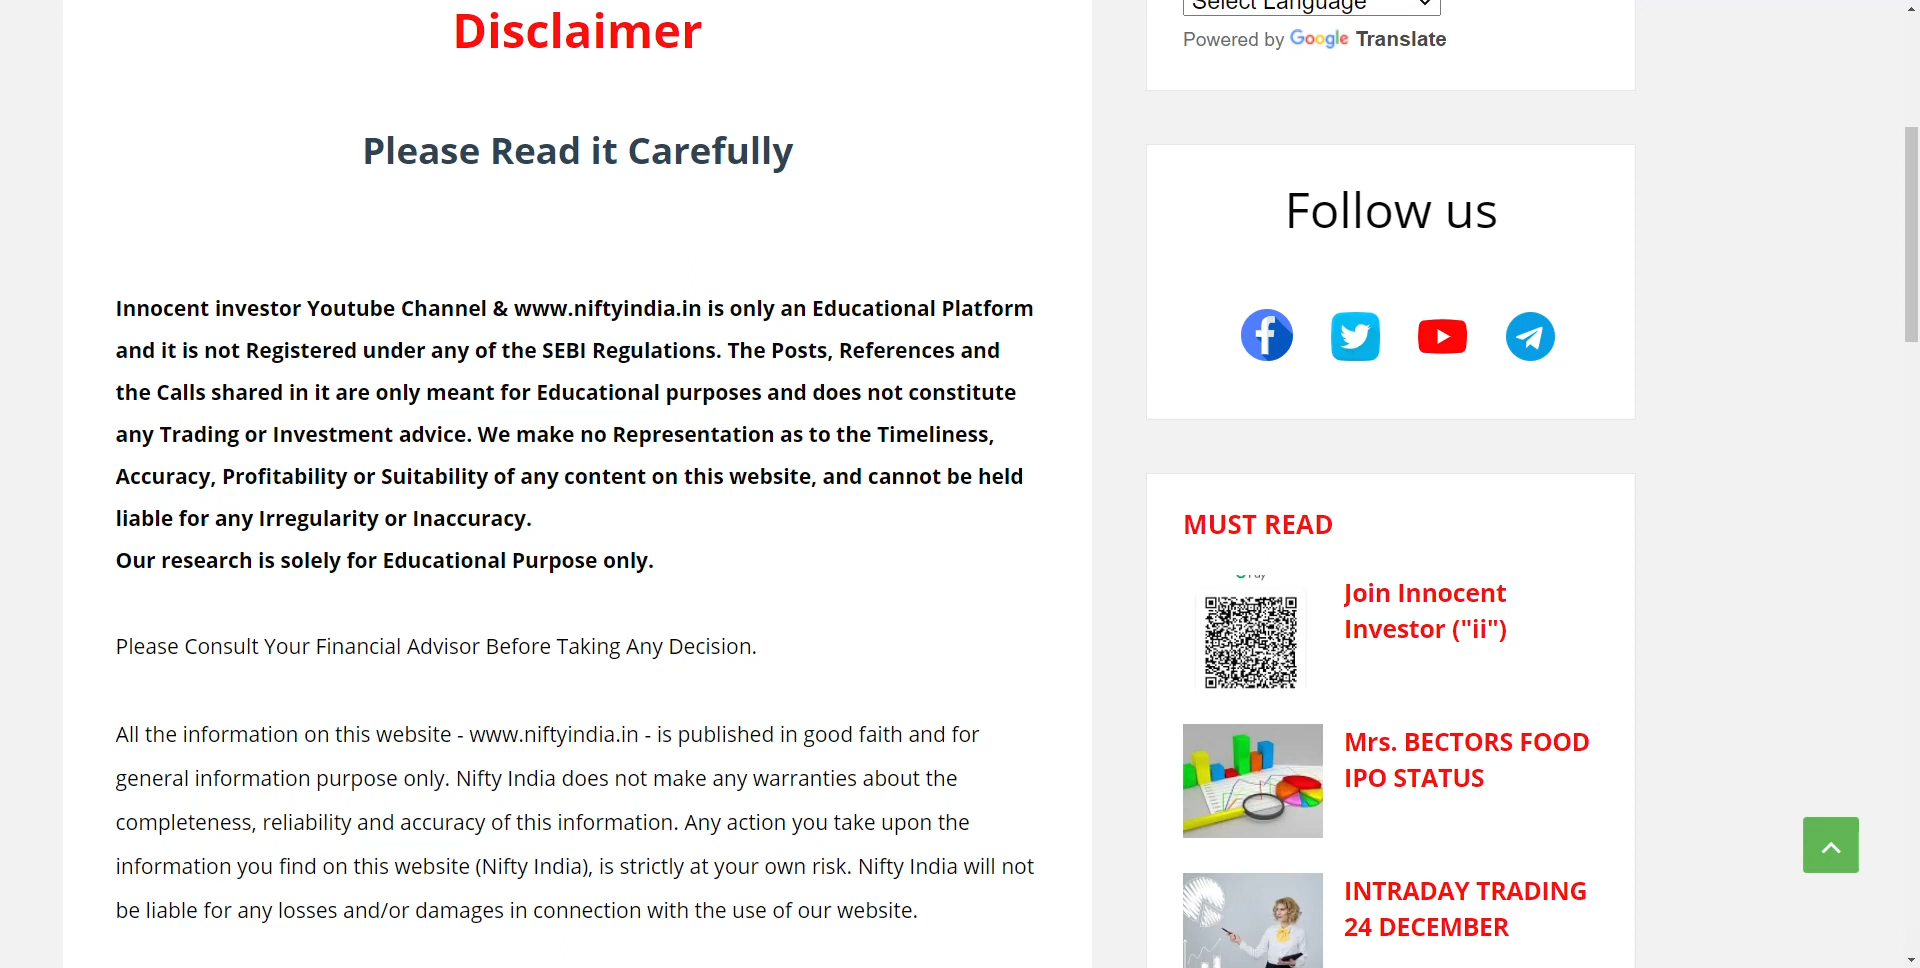 Disclaimer
Please Read it Carefully
Innocent investor Youtube Channel & www.niftyindia.in is only an Educational Platform
and it is not Registered under any of the SEBI Regulations. The Posts, References and
the Calls shared in it are only meant for Educational purposes and does not constitute
any Trading or Investment advice. We make no Representation as to the Timeliness,
Accuracy, Profitability or Suitability of any content on this website, and cannot be held
liable for any Irregularity or Inaccuracy.
Our research is solely for Educational Purpose only.
Please Consult Your Financial Advisor Before Taking Any Decision.
All the information on this website - www.niftyindia.in - is published in good faith and for
general information purpose only. Nifty India does not make any warranties about the
completeness, reliability and accuracy of this information. Any action you take upon the
information you find on this website (Nifty India), is strictly at your own risk. Nifty India will not
be liable for any losses and/or damages in connection with the use of our website.
Select Language
Powered by Google Translate
Follow us
MUST READ
Join Innocent
Investor ("ii")
Mrs. BECTORS FOOD
IPO STATUS
INTRADAY TRADING
24 DECEMBER